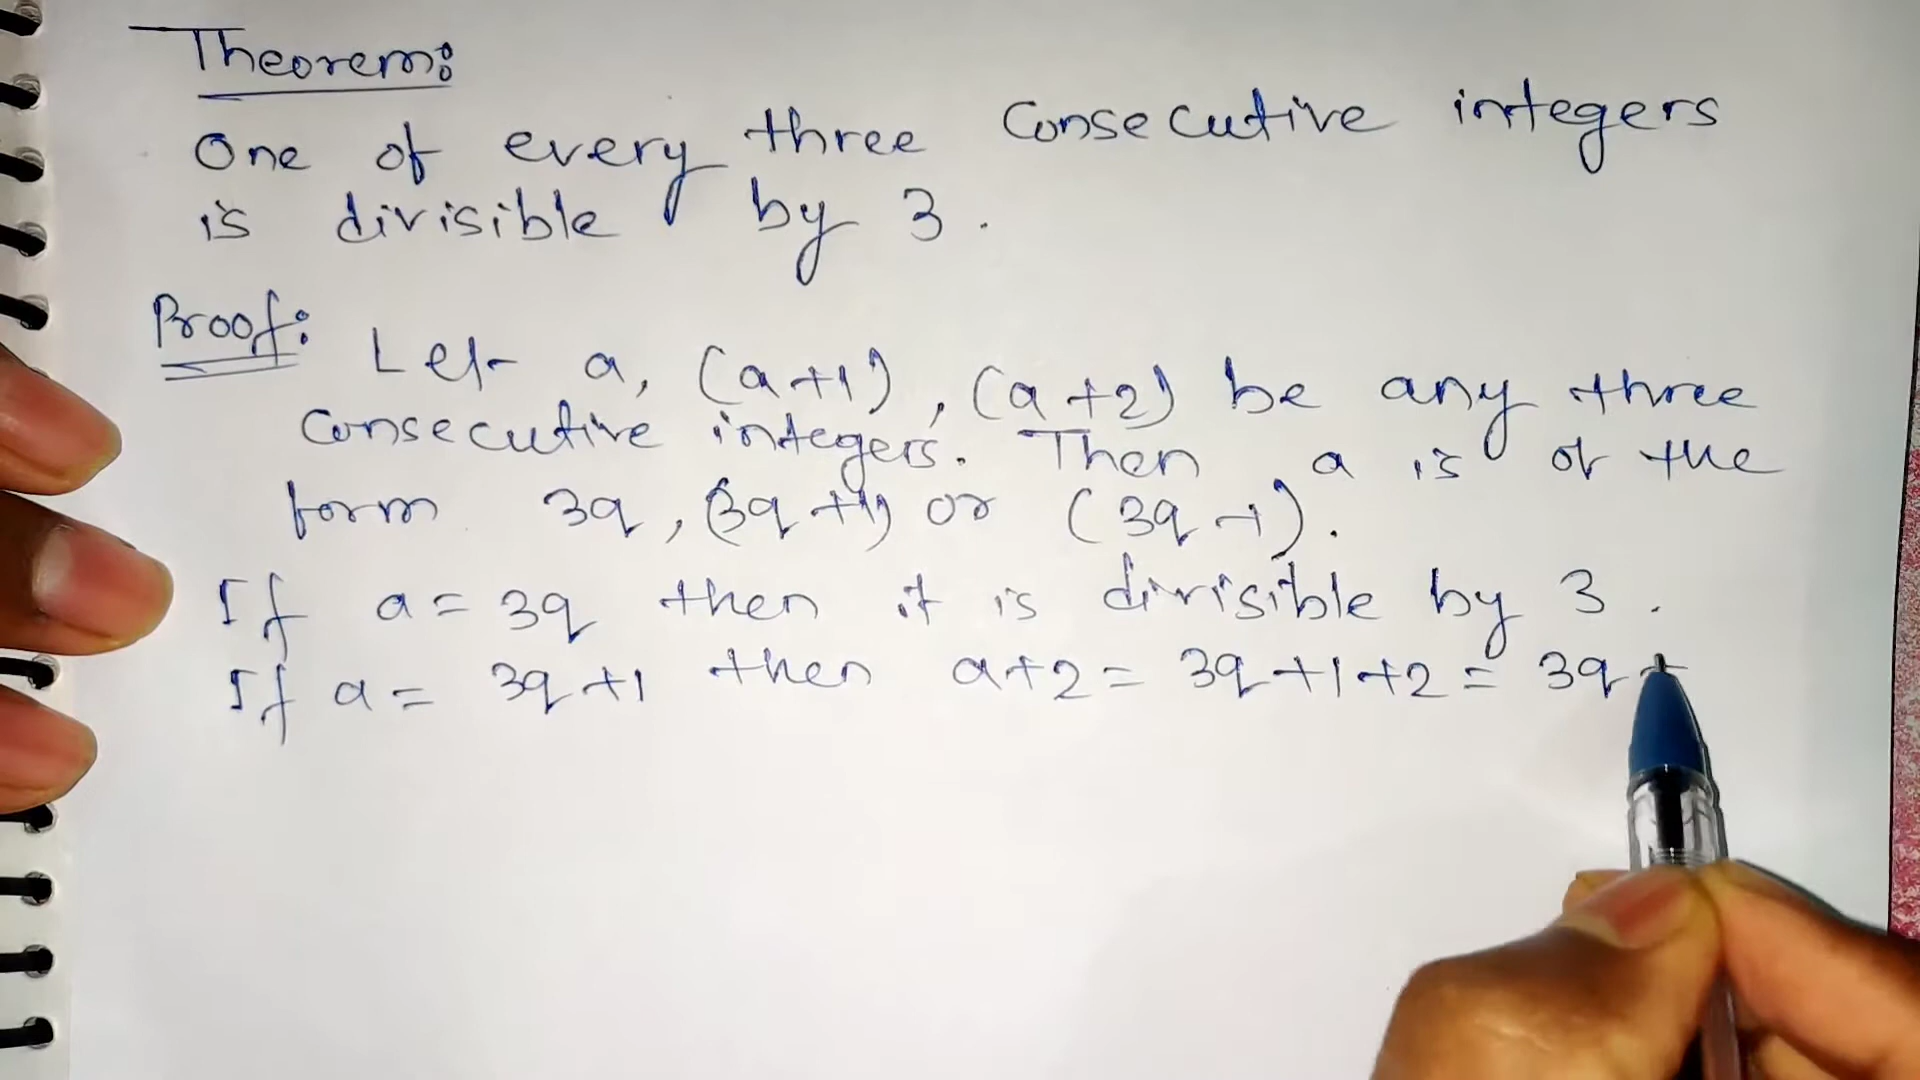 Theorem:
One of every three consecutive integers
is divisible by 3.
Proof: Let a, (a+1), (a+2) be any three
consecutive integers. Then a is of the
form 3q, (3q+1) or (3q-1).
If a = 3q then it is divisible by 3.
If a = 3q+1 then a+2 = 3q+1+2 = 3q+